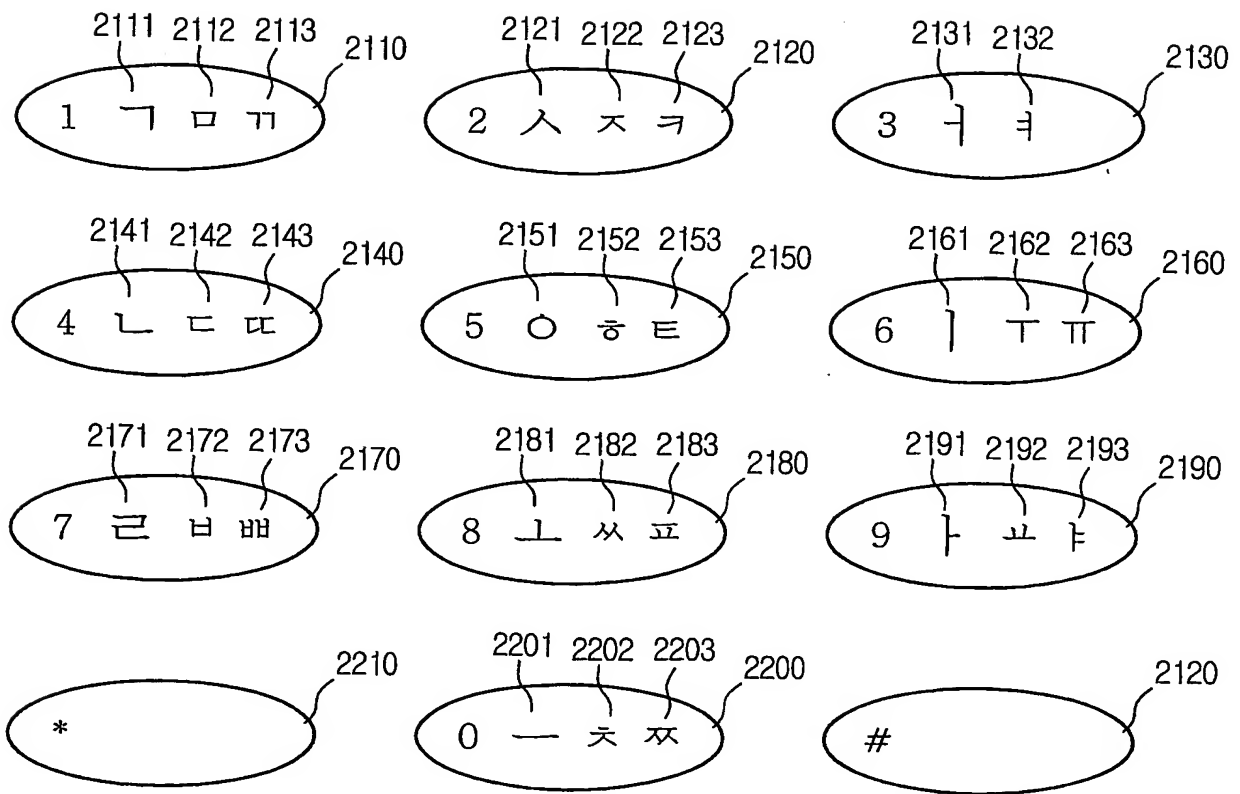 2111 2112 2113 2110 2121 2122 2123 2120 2131 2132 2130
1 ㄱ ㅁ ㄲ 2 ㅅ ㅈ ㅋ 3 ㅓ ㅕ
2141 2142 2143 2140 2151 2152 2153 2150 2161 2162 2163 2160
4 ㄴ ㄷ ㄸ 5 ㅇ ㅎ ㅌ 6 ㅣ ㅜ ㅠ
2171 2172 2173 2170 2181 2182 2183 2180 2191 2192 2193 2190
7 ㄹ ㅂ ㅃ 8 ㅗ ㅆ ㅍ 9 ㅏ ㅛ ㅑ
2210 2201 2202 2203 2200 2120
* 0 ㅡ ㅊ ㅉ #